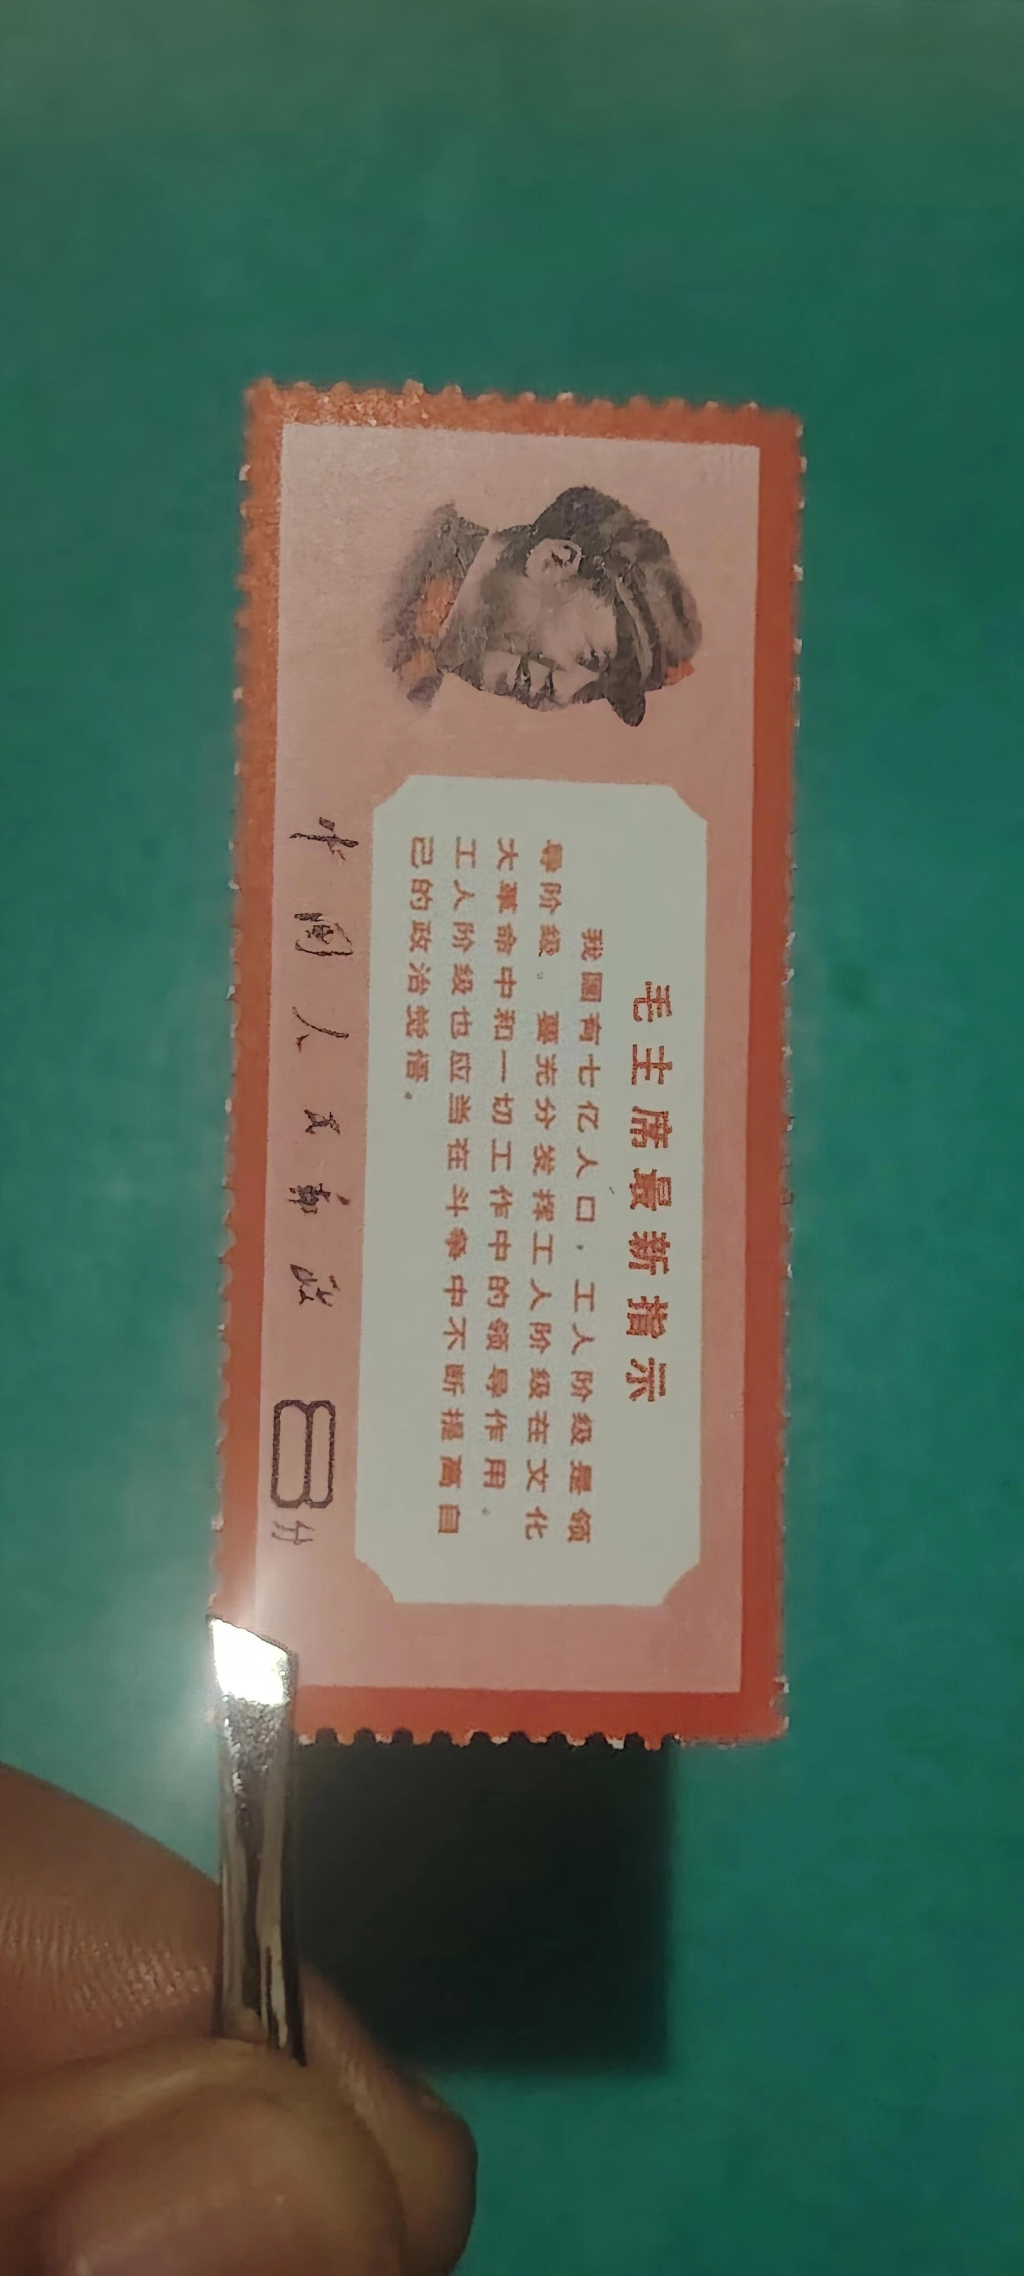 毛主席最新指示
我國有七亿人口，工人阶级是领
导阶级。要充分发挥工人阶级在文化
大革命中和一切工作中的领导作用。
工人阶级也应当在斗争中不断提高自
己的政治觉悟。
中國人民郵政 8分